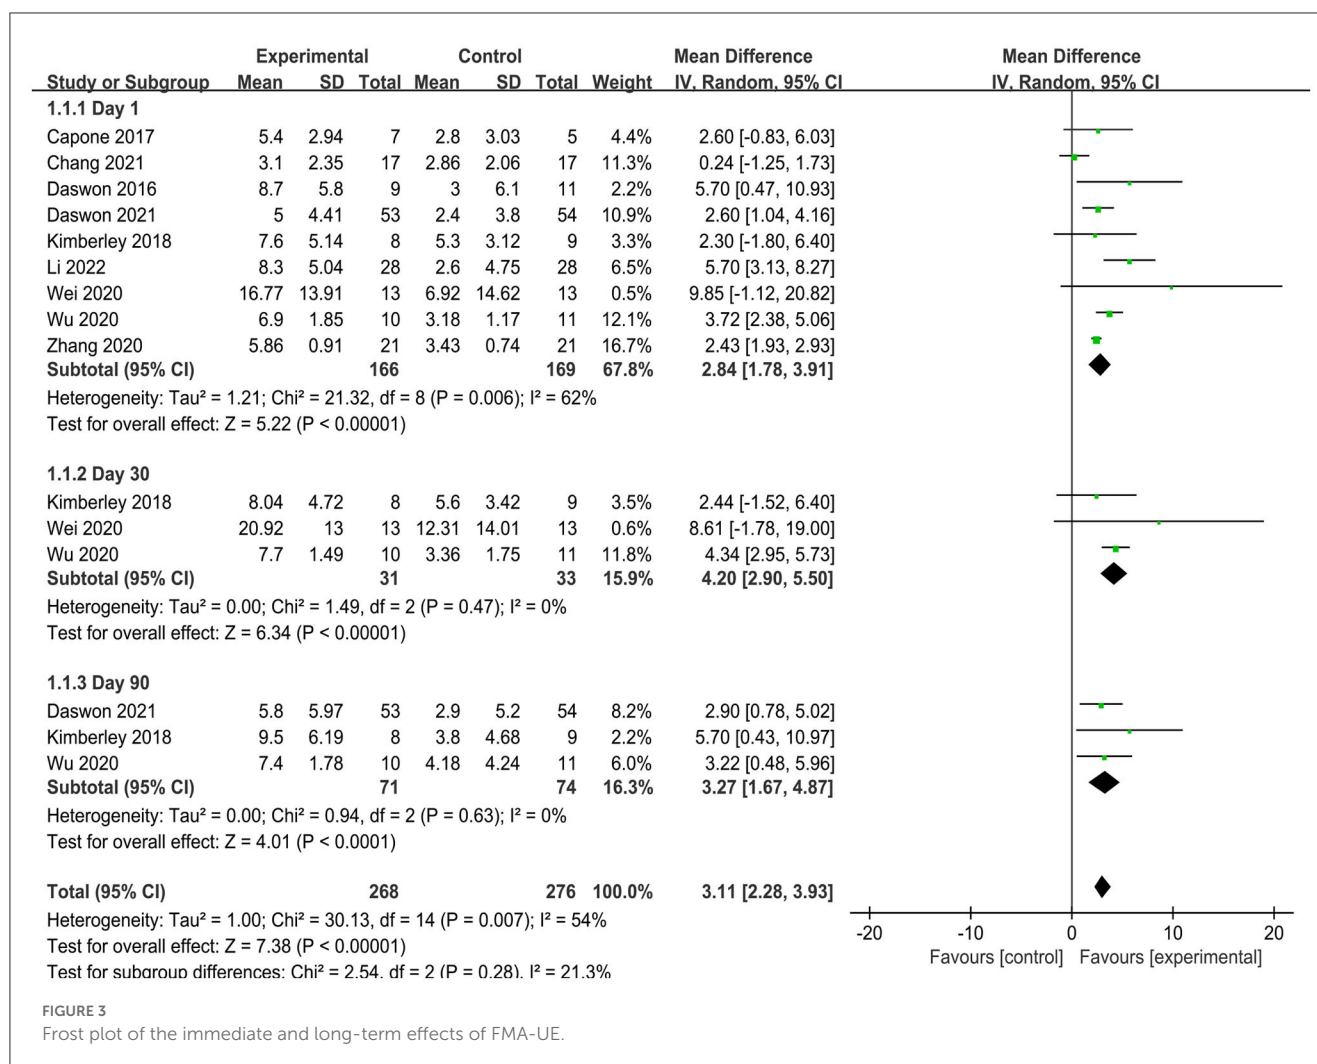 Experimental Control Mean Difference Mean Difference
Study or Subgroup Mean SD Total Mean SD Total Weight IV, Random, 95% CI IV, Random, 95% CI
1.1.1 Day 1
Capone 2017 5.4 2.94 7 2.8 3.03 5 4.4% 2.60 [-0.83, 6.03]
Chang 2021 3.1 2.35 17 2.86 2.06 17 11.3% 0.24 [-1.25, 1.73]
Daswon 2016 8.7 5.8 9 3 6.1 11 2.2% 5.70 [0.47, 10.93]
Daswon 2021 5 4.41 53 2.4 3.8 54 10.9% 2.60 [1.04, 4.16]
Kimberley 2018 7.6 5.14 8 5.3 3.12 9 3.3% 2.30 [-1.80, 6.40]
Li 2022 8.3 5.04 28 2.6 4.75 28 6.5% 5.70 [3.13, 8.27]
Wei 2020 16.77 13.91 13 6.92 14.62 13 0.5% 9.85 [-1.12, 20.82]
Wu 2020 6.9 1.85 10 3.18 1.17 11 12.1% 3.72 [2.38, 5.06]
Zhang 2020 5.86 0.91 21 3.43 0.74 21 16.7% 2.43 [1.93, 2.93]
Subtotal (95% CI) 166 169 67.8% 2.84 [1.78, 3.91]
Heterogeneity: Tau² = 1.21; Chi² = 21.32, df = 8 (P = 0.006); I² = 62%
Test for overall effect: Z = 5.22 (P < 0.00001)
1.1.2 Day 30
Kimberley 2018 8.04 4.72 8 5.6 3.42 9 3.5% 2.44 [-1.52, 6.40]
Wei 2020 20.92 13 13 12.31 14.01 13 0.6% 8.61 [-1.78, 19.00]
Wu 2020 7.7 1.49 10 3.36 1.75 11 11.8% 4.34 [2.95, 5.73]
Subtotal (95% CI) 31 33 15.9% 4.20 [2.90, 5.50]
Heterogeneity: Tau² = 0.00; Chi² = 1.49, df = 2 (P = 0.47); I² = 0%
Test for overall effect: Z = 6.34 (P < 0.00001)
1.1.3 Day 90
Daswon 2021 5.8 5.97 53 2.9 5.2 54 8.2% 2.90 [0.78, 5.02]
Kimberley 2018 9.5 6.19 8 3.8 4.68 9 2.2% 5.70 [0.43, 10.97]
Wu 2020 7.4 1.78 10 4.18 4.24 11 6.0% 3.22 [0.48, 5.96]
Subtotal (95% CI) 71 74 16.3% 3.27 [1.67, 4.87]
Heterogeneity: Tau² = 0.00; Chi² = 0.94, df = 2 (P = 0.63); I² = 0%
Test for overall effect: Z = 4.01 (P < 0.0001)
Total (95% CI) 268 276 100.0% 3.11 [2.28, 3.93]
Heterogeneity: Tau² = 1.00; Chi² = 30.13, df = 14 (P = 0.007); I² = 54%
Test for overall effect: Z = 7.38 (P < 0.00001)
Test for subgroup differences: Chi² = 2.54, df = 2 (P = 0.28), I² = 21.3%
-20 -10 0 10 20
Favours [control] Favours [experimental]
FIGURE 3
Frost plot of the immediate and long-term effects of FMA-UE.